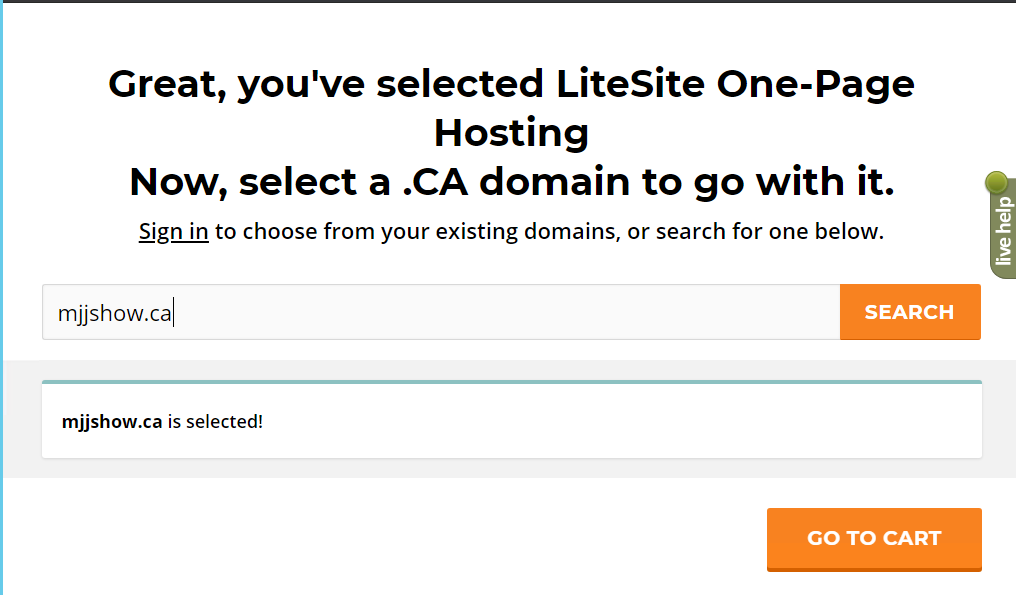 Great, you've selected LiteSite One-Page
Hosting
Now, select a .CA domain to go with it.
Sign in to choose from your existing domains, or search for one below.
mjjshow.ca
SEARCH
mjjshow.ca is selected!
GO TO CART
live help